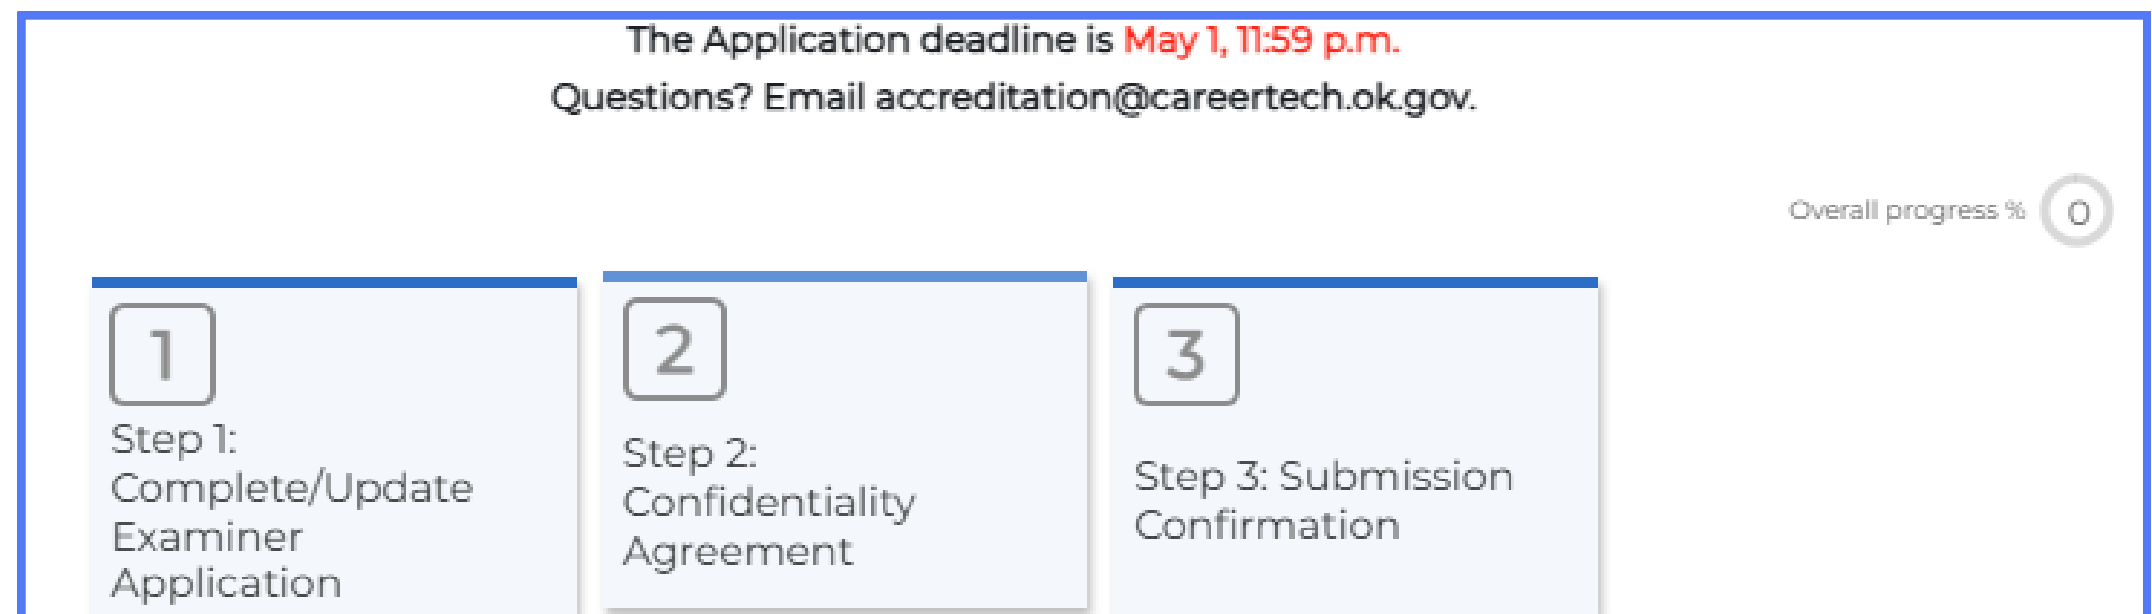 The Application deadline is May 1, 11:59 p.m.
Questions? Email accreditation@careertech.ok.gov.
Overall progress % 0
1
Step 1:
Complete/Update
Examiner
Application
2
Step 2:
Confidentiality
Agreement
3
Step 3: Submission
Confirmation